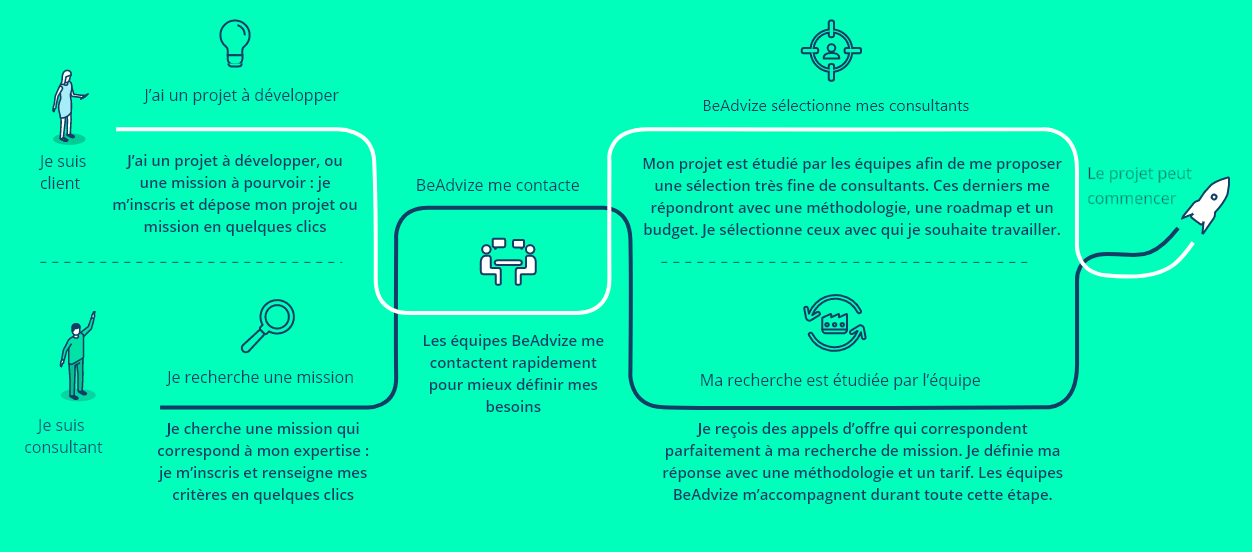 J'ai un projet à développer
Je suis
client
J'ai un projet à développer, ou
une mission à pourvoir : je
m'inscris et dépose mon projet ou
mission en quelques clics
Je recherche une mission
Je suis
consultant
Je cherche une mission qui
correspond à mon expertise :
je m'inscris et renseigne mes
critères en quelques clics
BeAdvize me contacte
Les équipes BeAdvize me
contactent rapidement
pour mieux définir mes
besoins
BeAdvize sélectionne mes consultants
Mon projet est étudié par les équipes afin de me proposer
une sélection très fine de consultants. Ces derniers me
répondront avec une méthodologie, une roadmap et un
budget. Je sélectionne ceux avec qui je souhaite travailler.
Ma recherche est étudiée par l'équipe
Je reçois des appels d'offre qui correspondent
parfaitement à ma recherche de mission. Je définie ma
réponse avec une méthodologie et un tarif. Les équipes
BeAdvize m'accompagnent durant toute cette étape.
Le projet peut
commencer